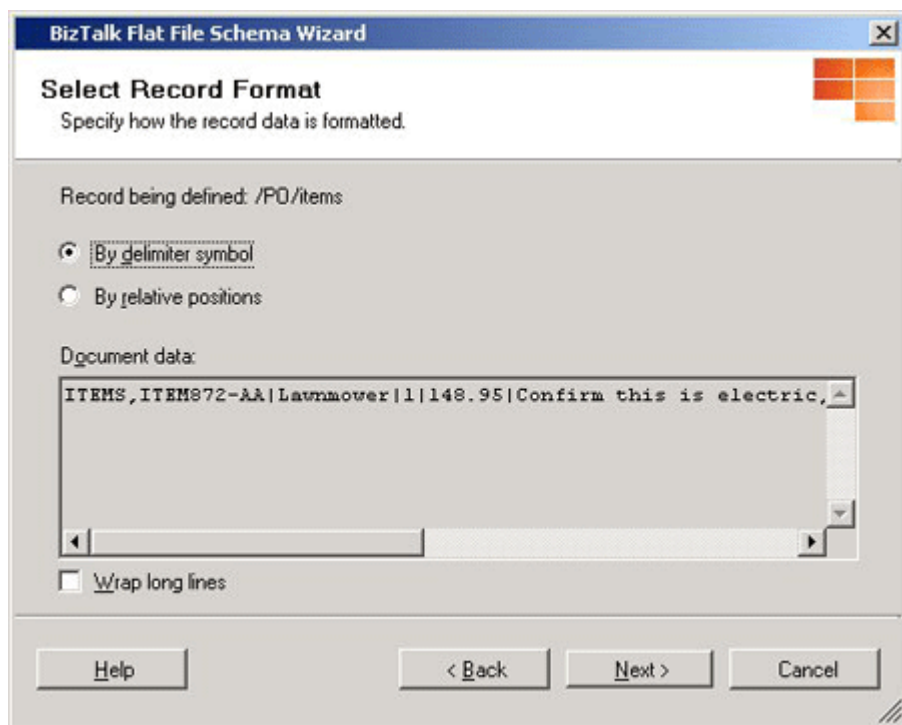 BizTalk Flat File Schema Wizard
Select Record Format
Specify how the record data is formatted.
Record being defined: /PO/items
By delimiter symbol
By relative positions
Document data:
ITEMS,ITEM872-AA|Lawnmower|1|148.95|Confirm this is electric,
Wrap long lines
Help
< Back
Next >
Cancel